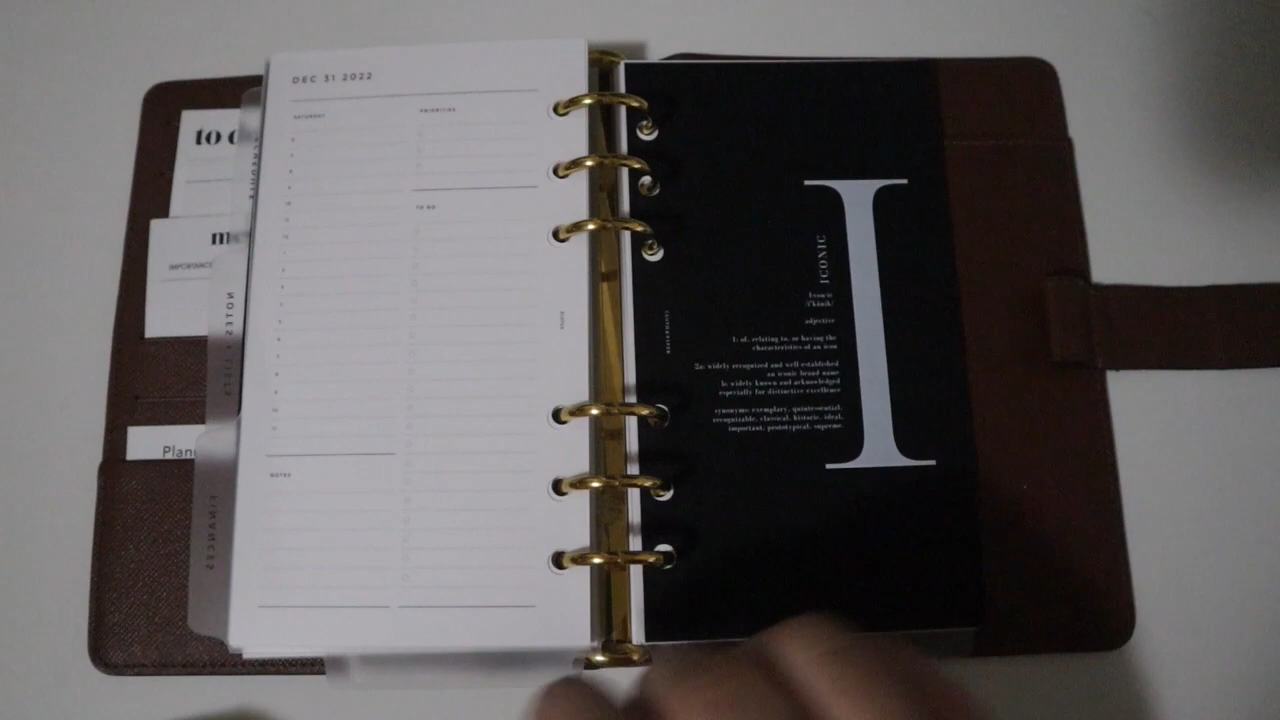 DEC 31 2022
SATURDAY
PRIORITIES
TO DO
NOTES
to d
IMPORTANCE
NOTES
Plan
FINANCES
I
ICONIC
adjective
1: of, relating to, or having the
characteristics of an icon
2a: widely recognized and well established
an iconic brand name
b: widely known and acknowledged
especially for distinctive excellence
synonyms: exemplary, quintessential,
recognizable, classical, historic, ideal,
important, prototypical, supreme.